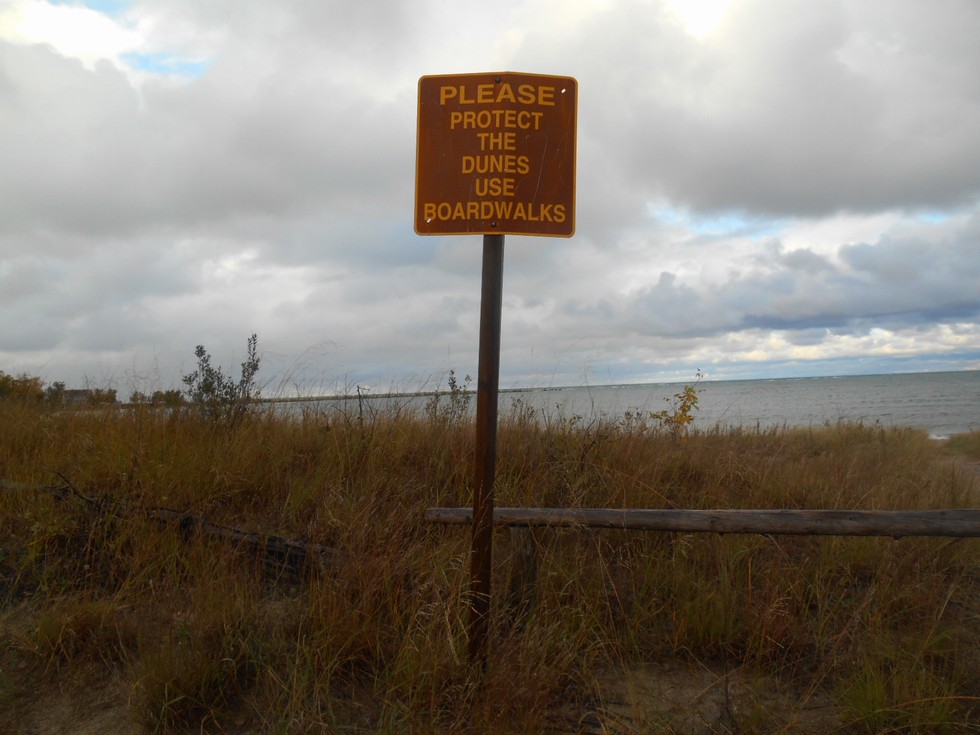 PLEASE
PROTECT
THE
DUNES
USE
BOARDWALKS